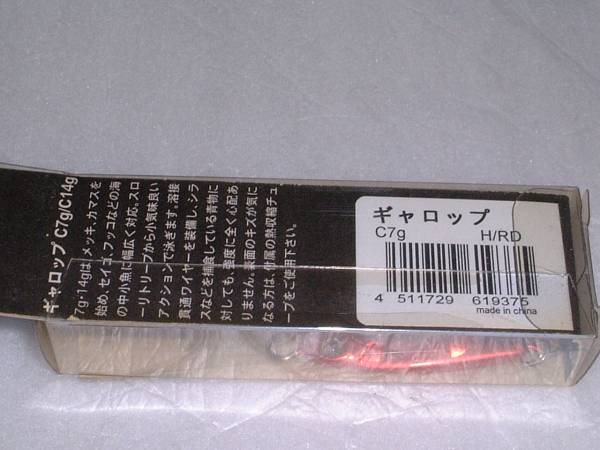 ギャロップ C7g/C14g
7g・14gは、メッキ、カマスを
始め、セイゴ、フッコなどの海
の中小魚に幅広く対応。スロ
ーリトリーブから小気味良い
アクションで泳ぎます。溶接
貫通ワイヤーを装備し、シラ
スなどを捕食している青物に
対しても、強度に全く心配あ
りません。表面のキズが気に
なる方は、付属の熱収縮チュ
ーブをご使用下さい。
ギャロップ
C7g H/RD
4 511729 619375
made in china